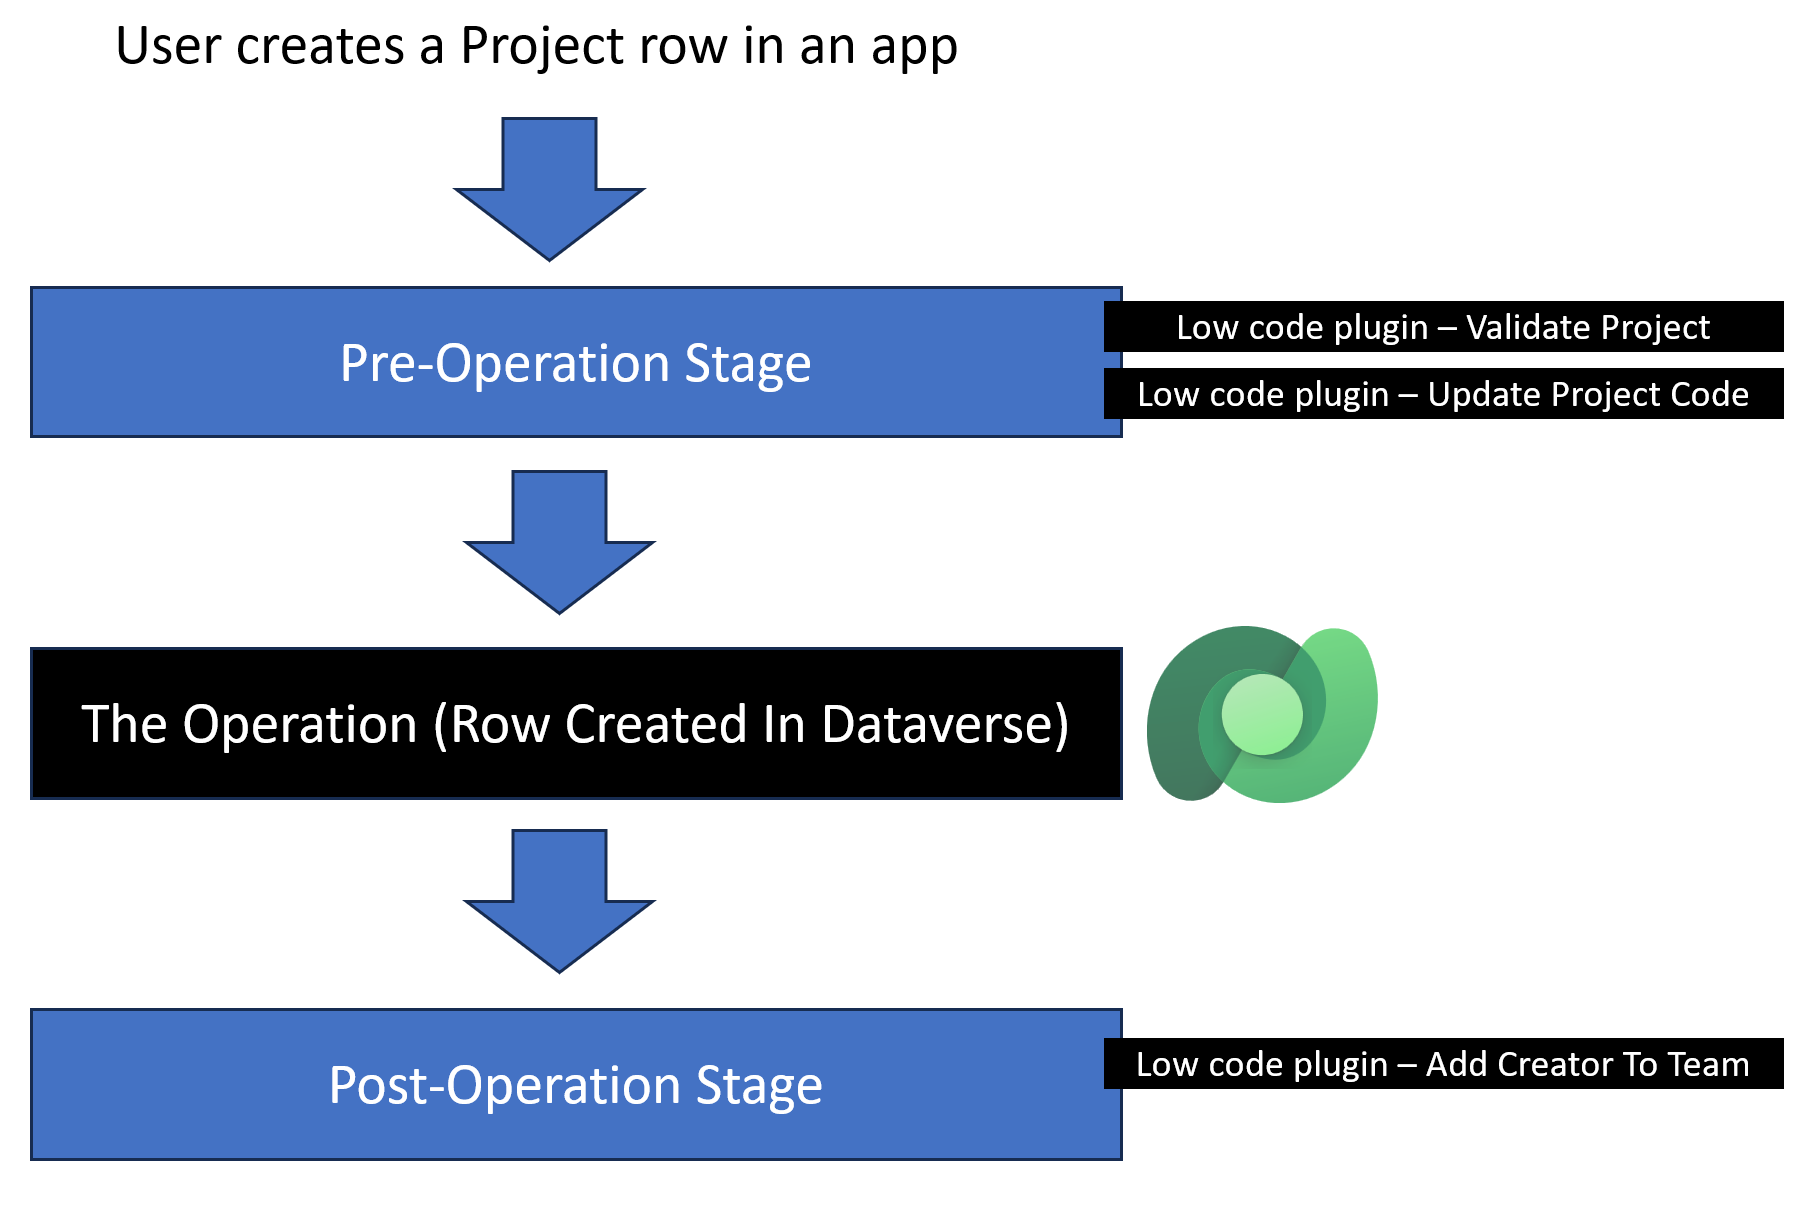 User creates a Project row in an app
Pre-Operation Stage
Low code plugin – Validate Project
Low code plugin – Update Project Code
The Operation (Row Created In Dataverse)
Post-Operation Stage
Low code plugin – Add Creator To Team